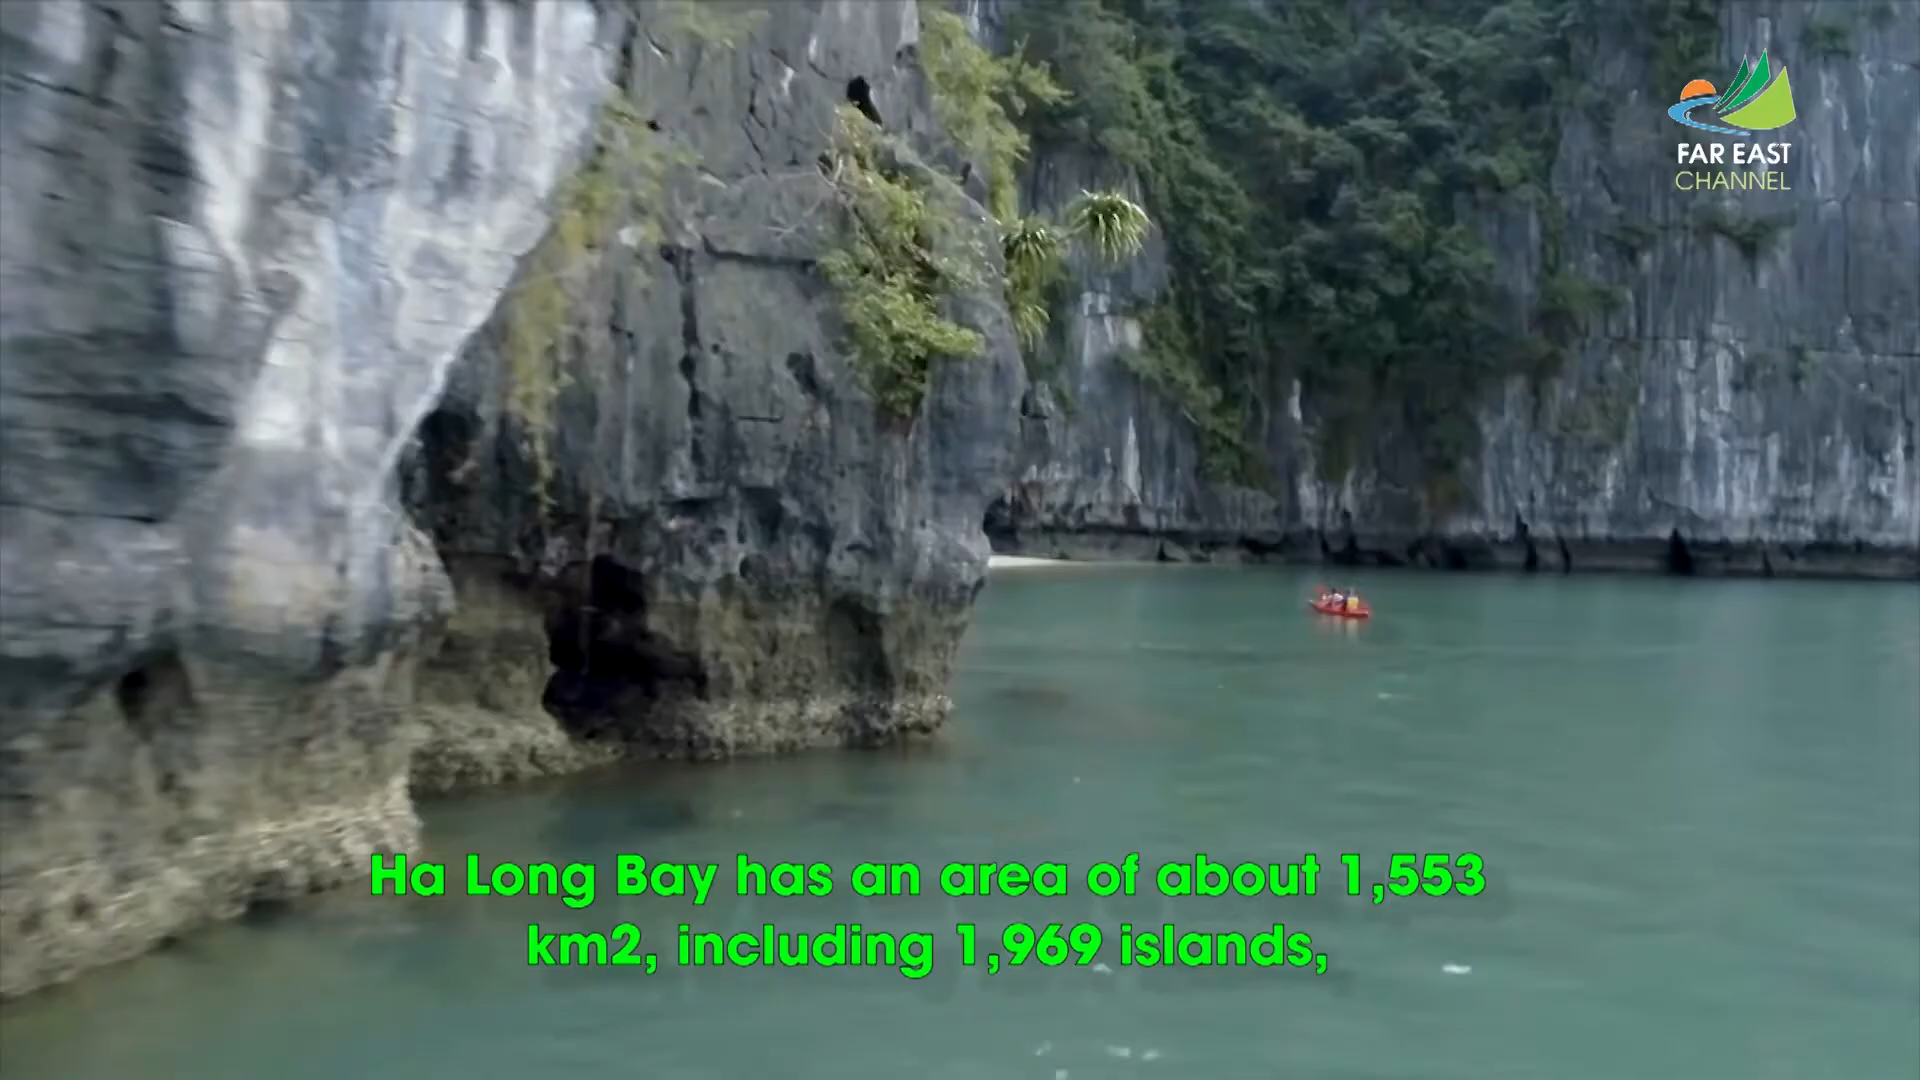 FAR EAST
CHANNEL
Ha Long Bay has an area of about 1,553
km2, including 1,969 islands,